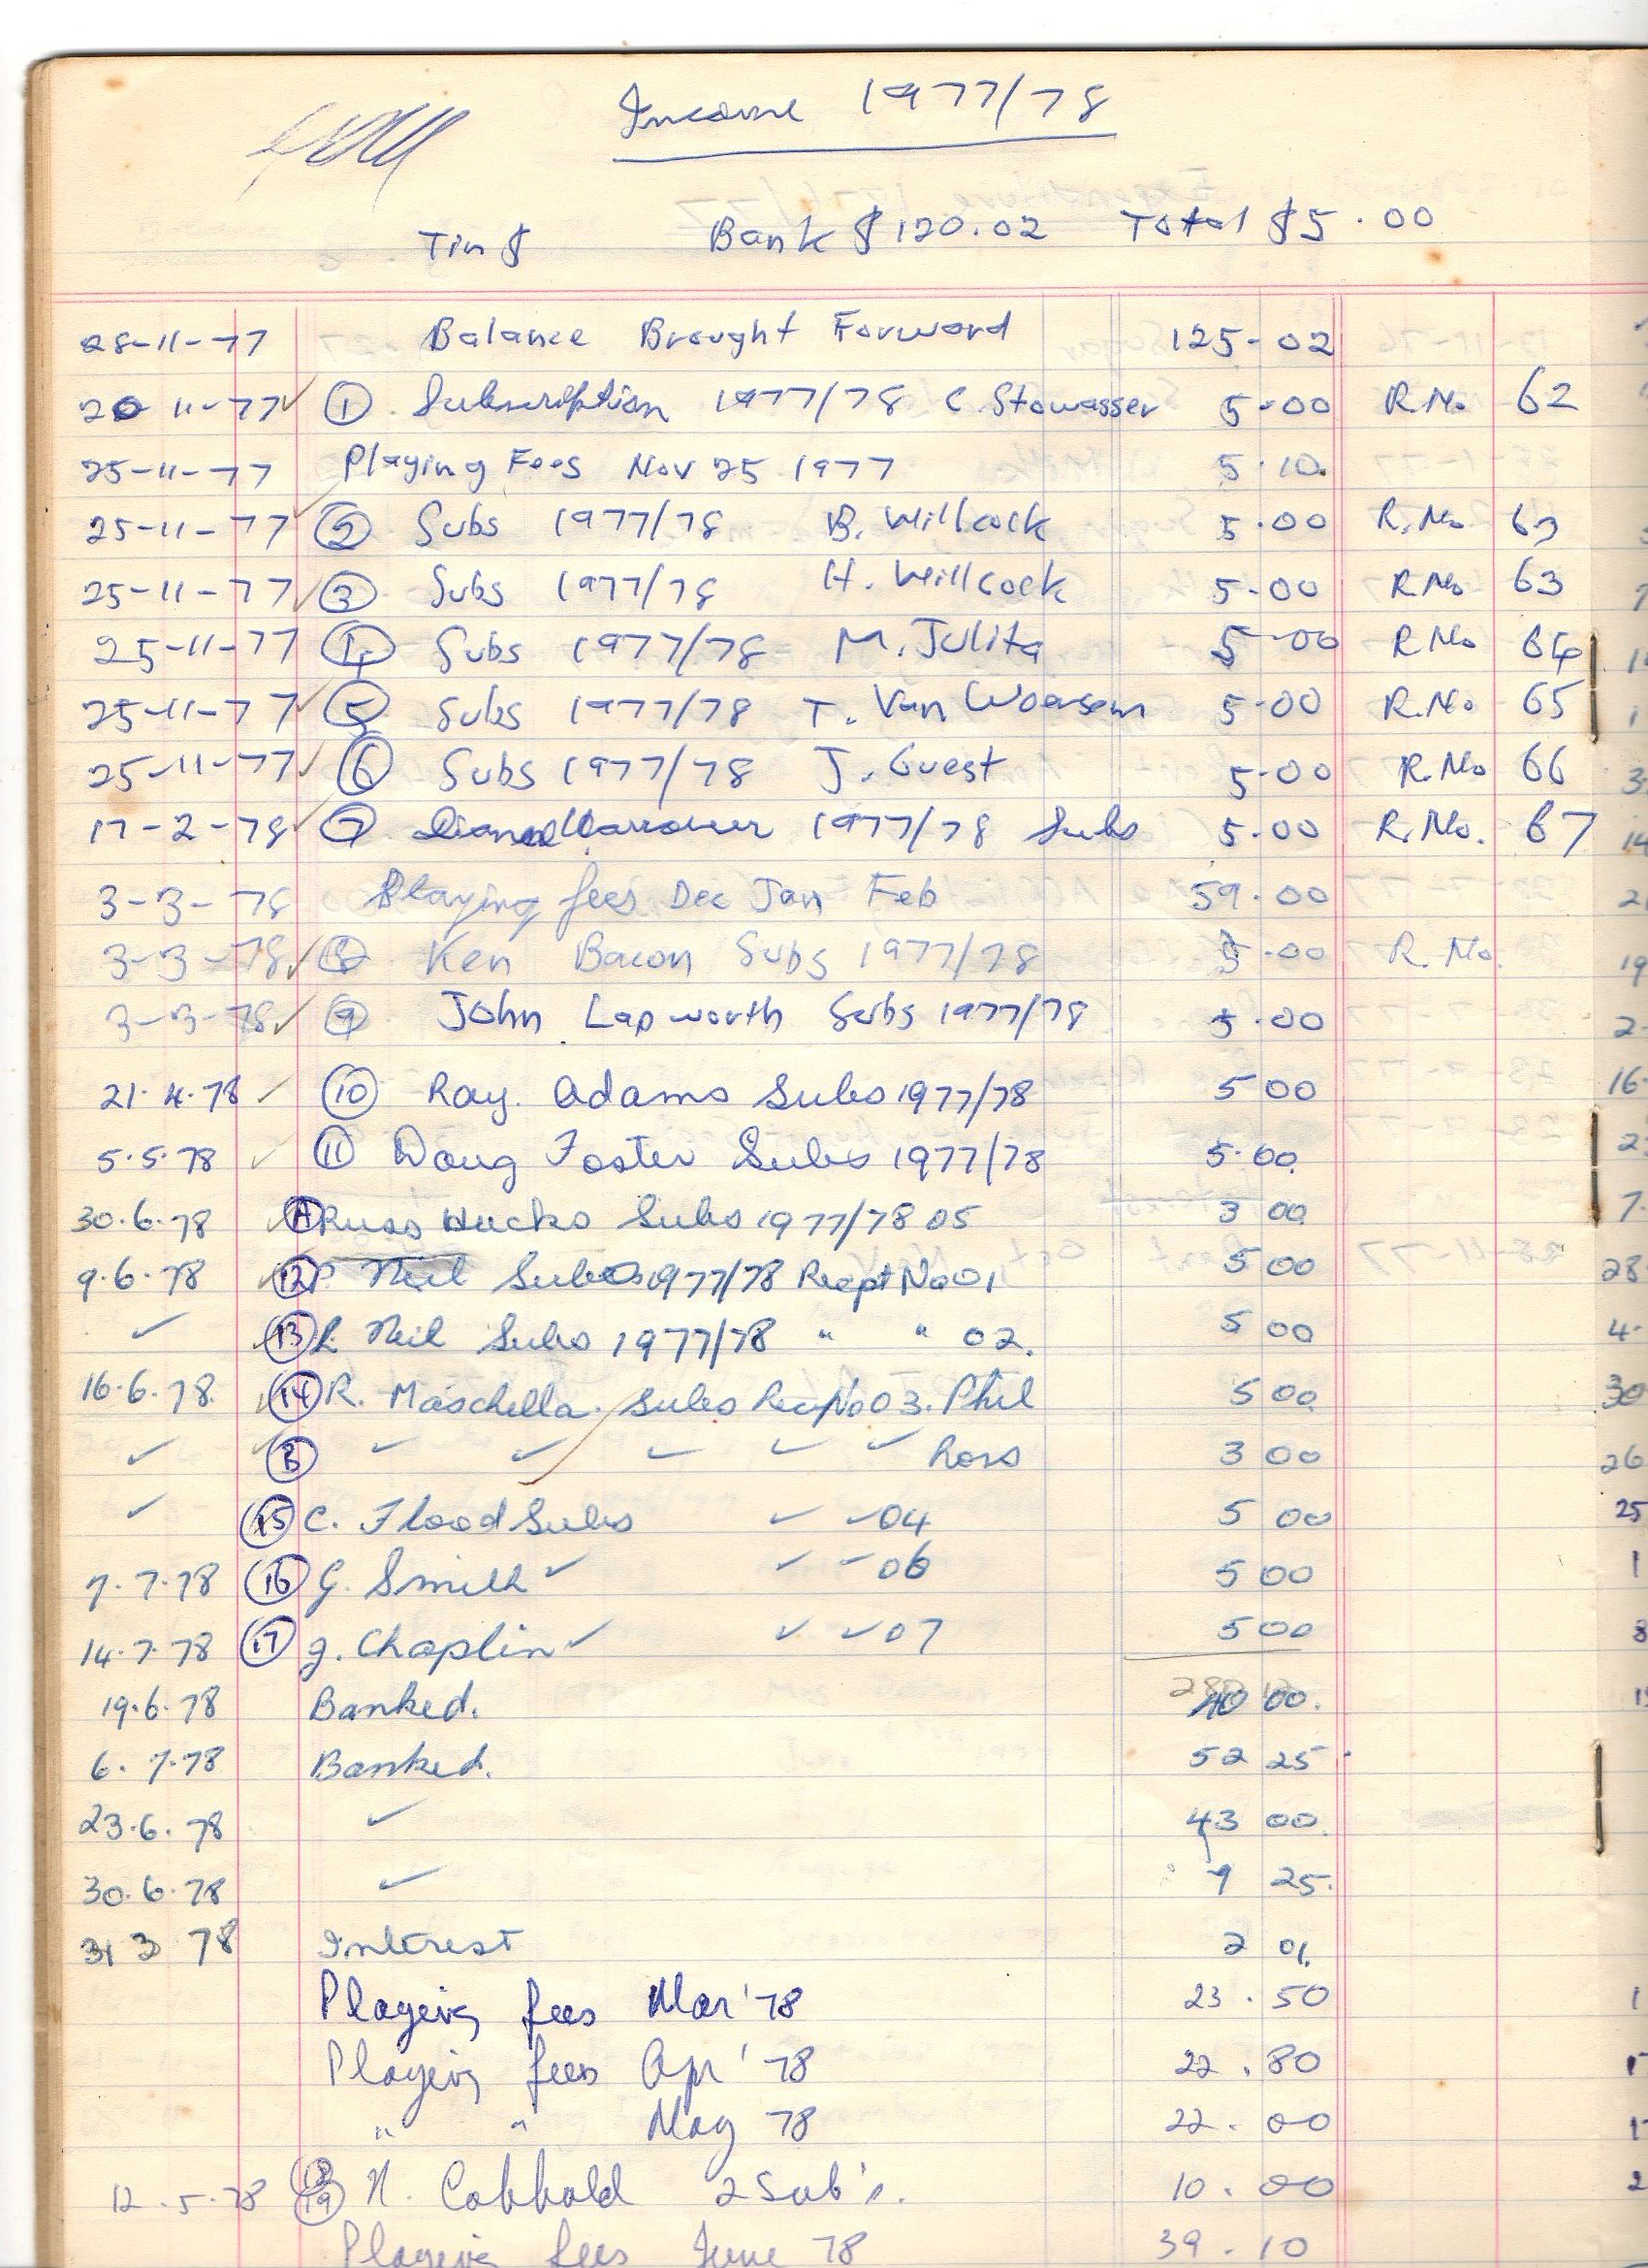 Income 1977/78
Tin $ Bank $120.02 Total $5.00
28-11-77 Balance Brought Forward 125-02
20 11-77 ✓ ① Subscription 1977/78 C. Stowasser 5-00 R.No. 62
25-11-77 Playing Fees Nov 25 1977 5.10.
25-11-77 ✓ ② Subs 1977/78 B. Willcock 5.00 R.No 63
25-11-77 ✓ ③ Subs 1977/78 H. Willcock 5-00 R.No 63
25-11-77 ④ Subs 1977/78 M. Julita 5-00 R No 64
25-11-77 ✓ ⑤ Subs 1977/78 T. Van 5-00 R.No. 65
25-11-77 ✓ ⑥ Subs 1977/78 J. Guest 5-00 R.No 66
17-2-78 ✓ ⑦ 1977/78 Subs 5.00 R.No. 67
3-3-78 Playing fees Dec Jan Feb 59.00
3-3-78 ✓ ⑧ Ken Bacon Subs 1977/78 5.00 R.No.
3-3-78 ✓ ⑨ John Lapworth Subs 1977/78 5.00
21.4.78 ✓ ⑩ Ray. Adams Subs 1977/78 5 00
5.5.78 ✓ ⑪ Doug Foster Subs 1977/78 5.00.
30.6.78 ✓ Ⓐ Russ Hucks Subs 1977/78 05 3 00
9.6.78 ✓ ⑫ P. Neil Subs 1977/78 Recpt No 01 5 00
✓ ✓ ⑬ Neil Subs 1977/78 " " 02. 5 00
16.6.78. ✓ ⑭ R. Maschella. Subs No 03. Phil 5 00.
✓ ✓ Ⓑ ✓ ✓ ✓ ✓ ✓ Ross 3 00
✓ ⑮ C. Flood Subs ✓ ✓ 04 5 00
7.7.78 ⑯ G. Smith ✓ ✓ ✓ 06 5 00
14.7.78 ⑰ J. Chaplin ✓ ✓ ✓ 07 5 00
19.6.78 Banked. 40 00.
6.7.78 Banked. 52 25
23.6.78 ✓ 43 00.
30.6.78 ✓ 9 25.
31 3 78 Interest 2 01.
Playing fees Mar '78 23.50
Playing fees Apr '78 22.80
" " May 78 22.00
12.5.78 ⑱ ⑲ N. Cobbold 2 Sub's. 10.00
Playing fees June 78 39.10